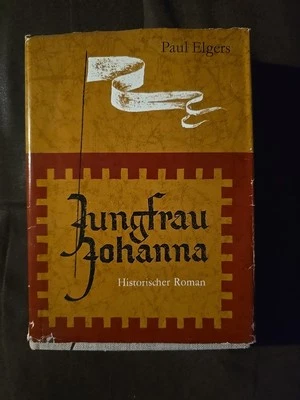 Paul Elgers
Jungfrau
Johanna
Historischer Roman